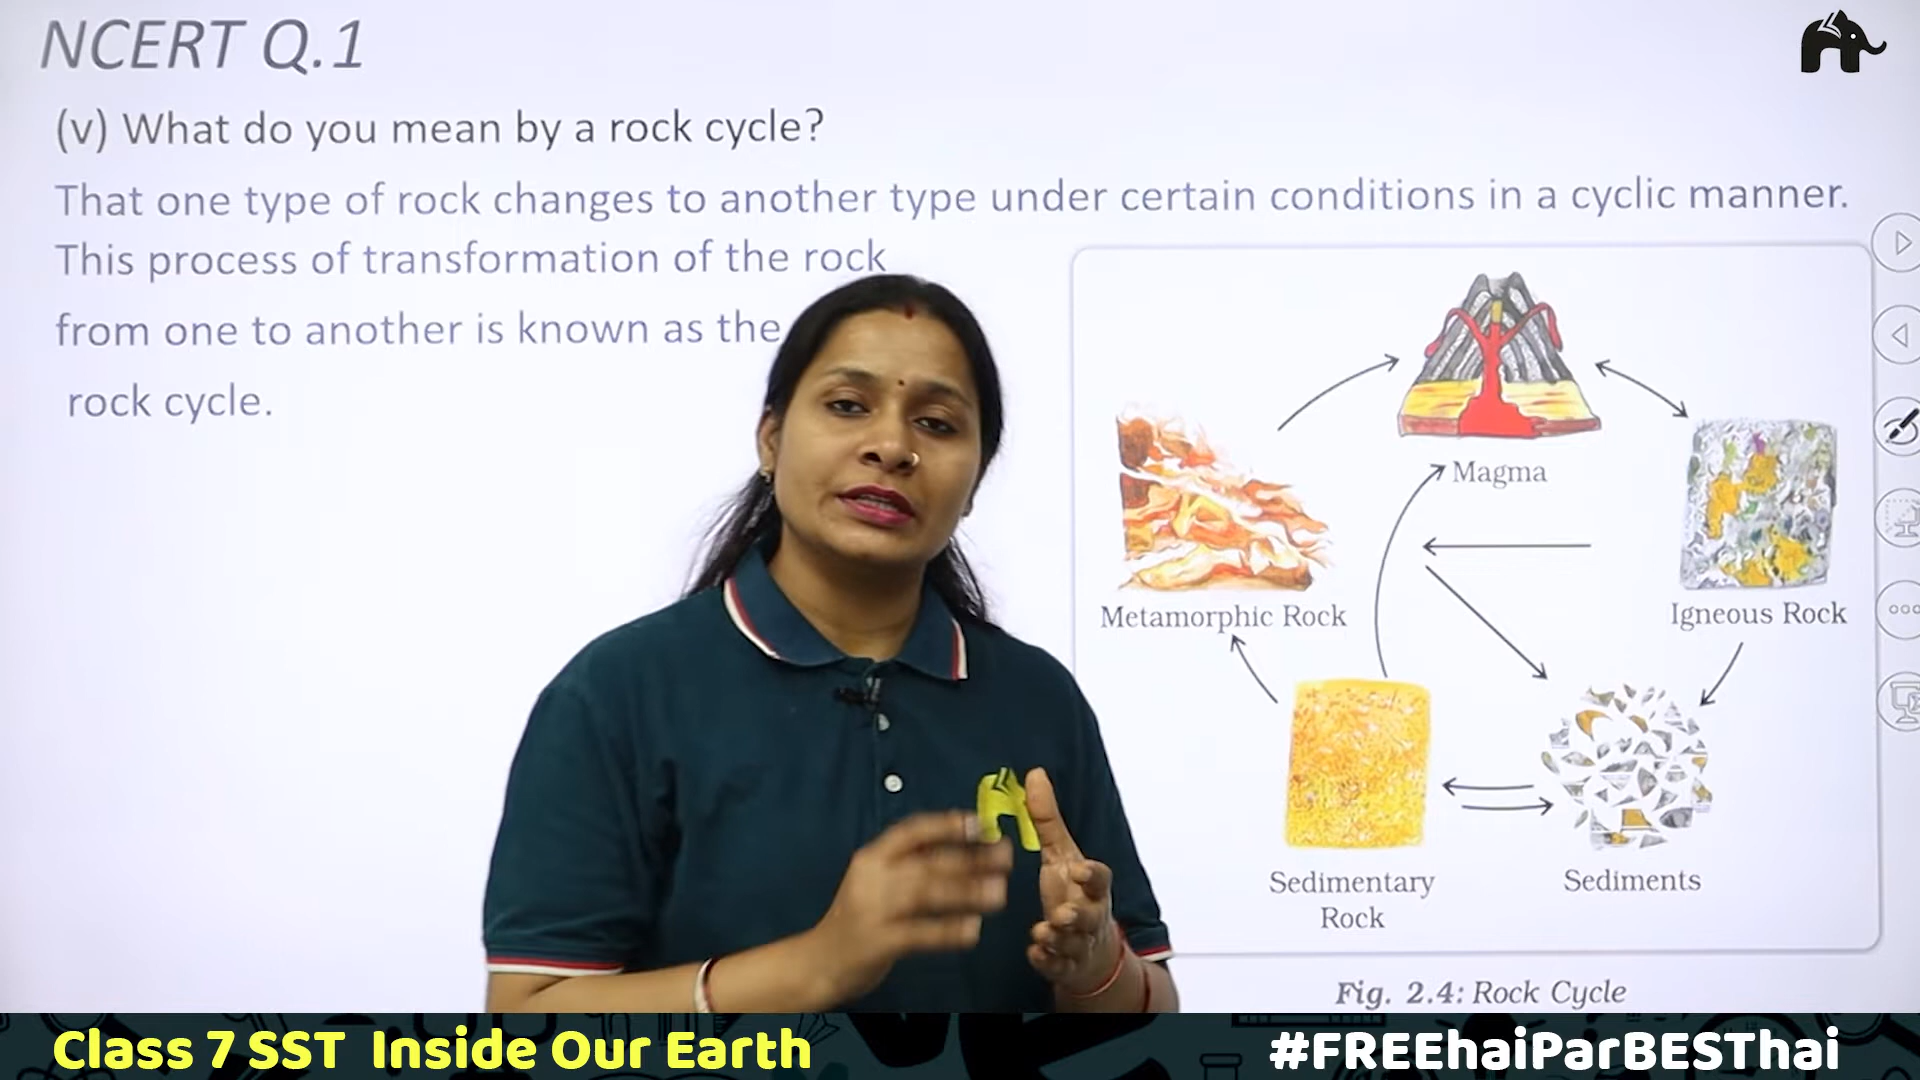 NCERT Q.1
(v) What do you mean by a rock cycle?
That one type of rock changes to another type under certain conditions in a cyclic manner.
This process of transformation of the rock
from one to another is known as the
rock cycle.
Magma
Metamorphic Rock
Igneous Rock
Sedimentary
Rock
Sediments
Fig. 2.4: Rock Cycle
Class 7 SST Inside Our Earth
#FREEhaiParBESThai